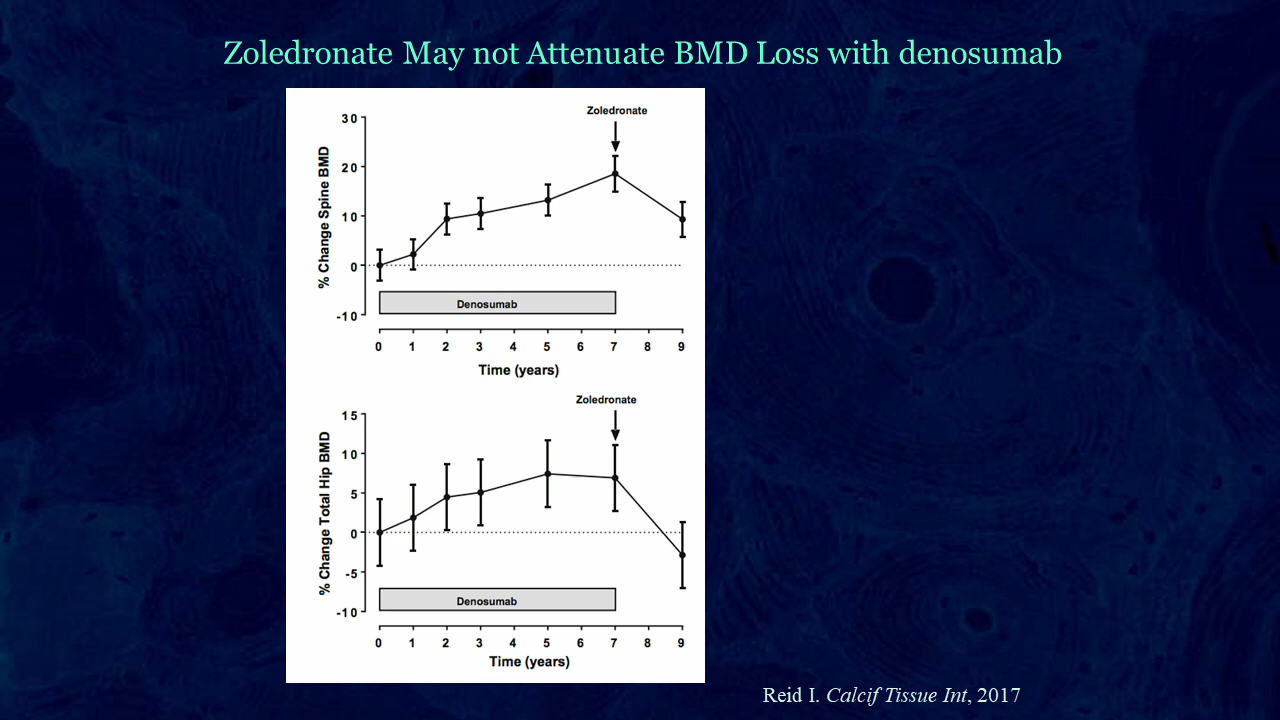 Zoledronate May not Attenuate BMD Loss with denosumab
Zoledronate
% Change Spine BMD
30
20
10
0
-10
Denosumab
0 1 2 3 4 5 6 7 8 9
Time (years)
Zoledronate
% Change Total Hip BMD
15
10
5
0
-5
-10
Denosumab
0 1 2 3 4 5 6 7 8 9
Time (years)
Reid I. Calcif Tissue Int, 2017